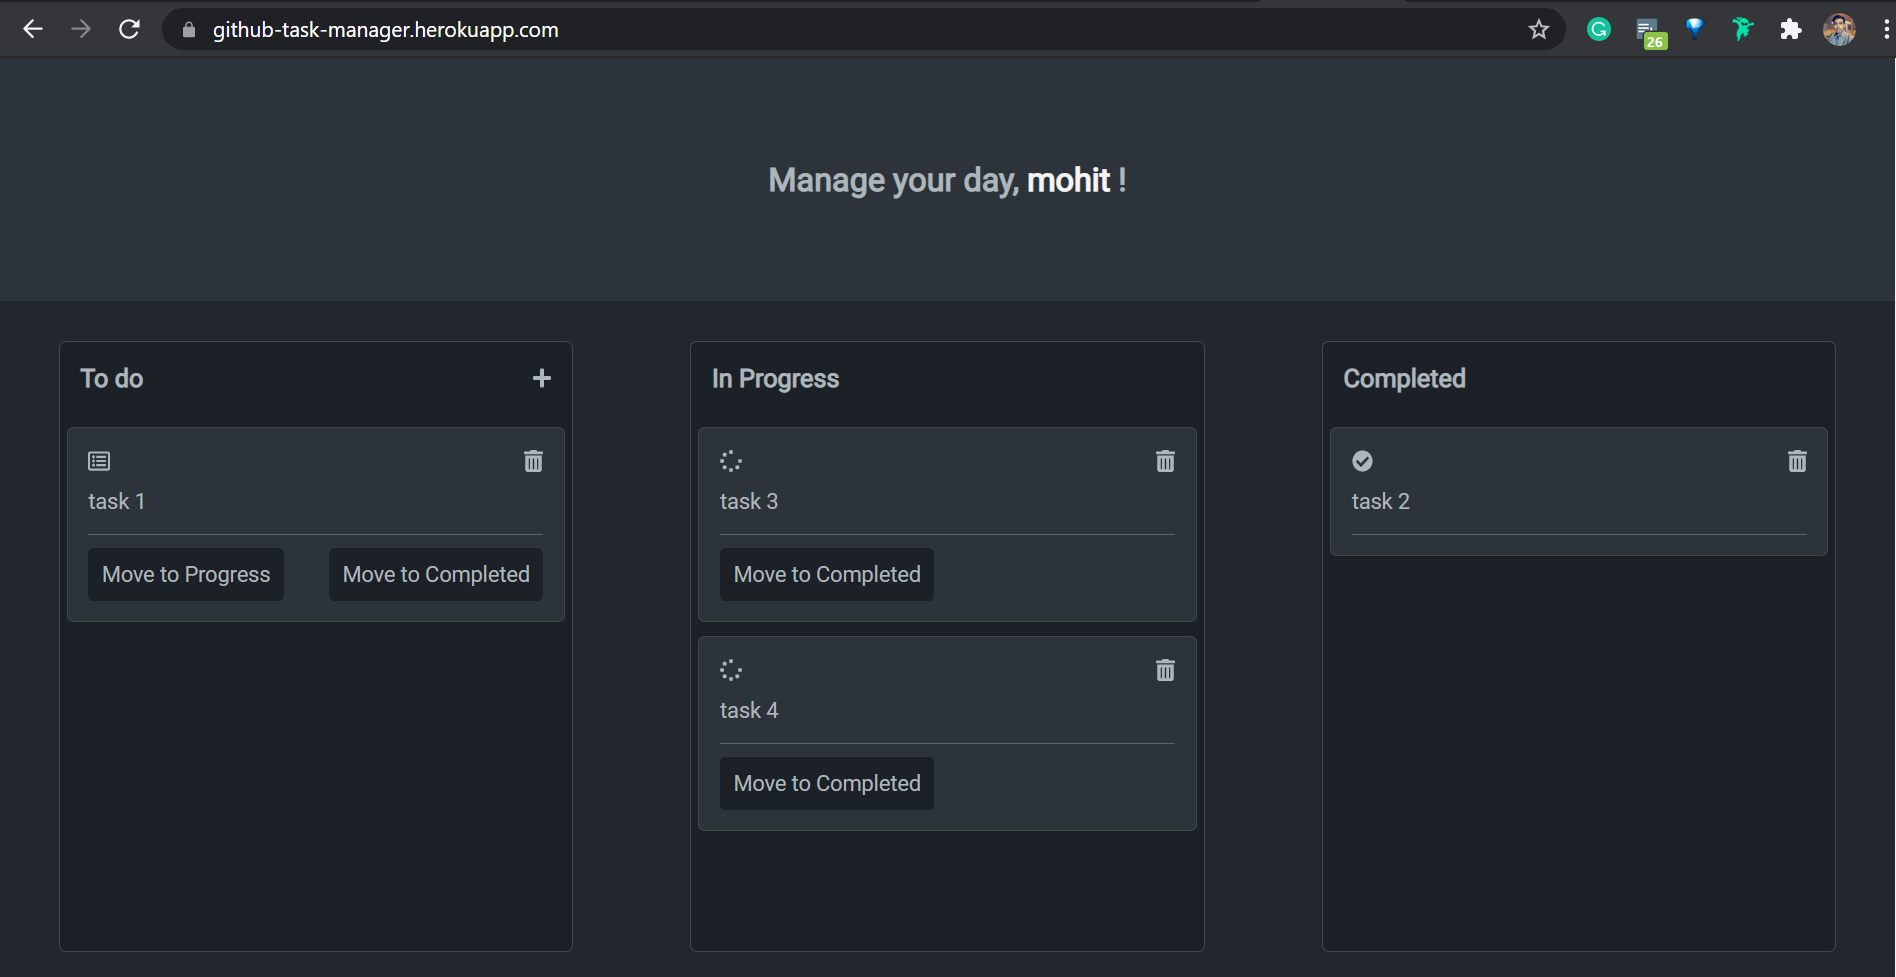 github-task-manager.herokuapp.com
26
Manage your day, mohit !
To do
task 1
Move to Progress
Move to Completed
In Progress
task 3
Move to Completed
task 4
Move to Completed
Completed
task 2